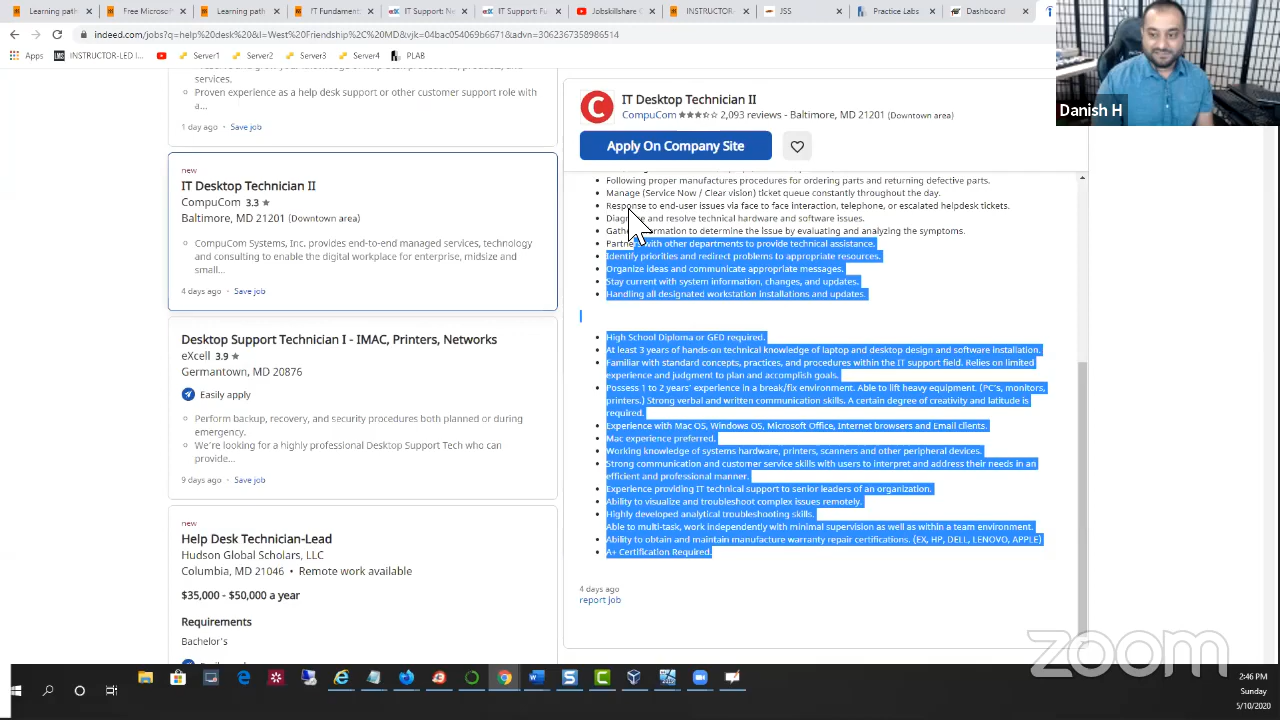 Learning path
Free Microsof
Learning path
IT Fundament
IT Support: Ne
IT Support: Fu
Jobskillshare C
INSTRUCTOR-
JSS
Practice Labs
Dashboard
indeed.com/jobs?q=help%20desk%20&l=West%20Friendship%2C%20MD&vjk=04bac054069b6671&advn=3062367358986514
Apps
INSTRUCTOR-LED I...
Server1
Server2
Server3
Server4
PLAB
Danish H
services.
Proven experience as a help desk support or other customer support role with
a...
1 day ago · Save job
new
IT Desktop Technician II
CompuCom 3.3 ★
Baltimore, MD 21201 (Downtown area)
CompuCom Systems, Inc. provides end-to-end managed services, technology
and consulting to enable the digital workplace for enterprise, midsize and
small...
4 days ago · Save job
Desktop Support Technician I - IMAC, Printers, Networks
eXcell 3.9 ★
Germantown, MD 20876
Easily apply
Perform backup, recovery, and security procedures both planned or during
emergency.
We're looking for a highly professional Desktop Support Tech who can
provide...
9 days ago · Save job
new
Help Desk Technician-Lead
Hudson Global Scholars, LLC
Columbia, MD 21046 • Remote work available
$35,000 - $50,000 a year
Requirements
Bachelor's
IT Desktop Technician II
CompuCom ★★★☆☆ 2,093 reviews - Baltimore, MD 21201 (Downtown area)
Apply On Company Site
Following proper manufactures procedures for ordering parts and returning defective parts.
Manage (Service Now / Clear vision) ticket queue constantly throughout the day.
Response to end-user issues via face to face interaction, telephone, or escalated helpdesk tickets.
Diagnose and resolve technical hardware and software issues.
Gather information to determine the issue by evaluating and analyzing the symptoms.
Partner with other departments to provide technical assistance.
Identify priorities and redirect problems to appropriate resources.
Organize ideas and communicate appropriate messages.
Stay current with system information, changes, and updates.
Handling all designated workstation installations and updates.
High School Diploma or GED required.
At least 3 years of hands-on technical knowledge of laptop and desktop design and software installation.
Familiar with standard concepts, practices, and procedures within the IT support field. Relies on limited
experience and judgment to plan and accomplish goals.
Possess 1 to 2 years' experience in a break/fix environment. Able to lift heavy equipment. (PC's, monitors,
printers.) Strong verbal and written communication skills. A certain degree of creativity and latitude is
required.
Experience with Mac OS, Windows OS, Microsoft Office, Internet browsers and Email clients.
Mac experience preferred.
Working knowledge of systems hardware, printers, scanners and other peripheral devices.
Strong communication and customer service skills with users to interpret and address their needs in an
efficient and professional manner.
Experience providing IT technical support to senior leaders of an organization.
Ability to visualize and troubleshoot complex issues remotely.
Highly developed analytical troubleshooting skills.
Able to multi-task, work independently with minimal supervision as well as within a team environment.
Ability to obtain and maintain manufacture warranty repair certifications. (EX, HP, DELL, LENOVO, APPLE)
A+ Certification Required.
4 days ago
report job
zoom
2:46 PM
Sunday
5/10/2020